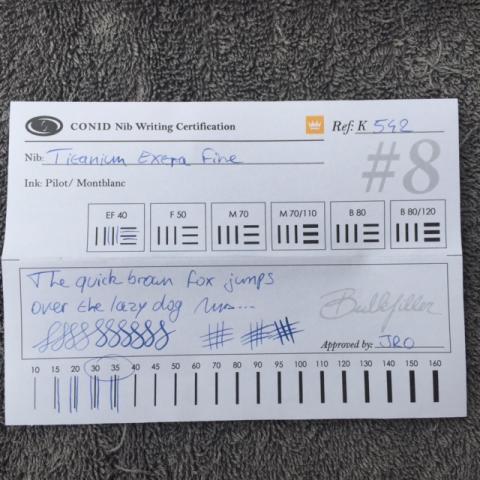 CONID Nib Writing Certification Ref: K 542
Nib: Titanium Extra Fine
#8
Ink: Pilot/ Montblanc
EF 40 F 50 M 70 M 70/110 B 80 B 80/120
The quick brown fox jumps
over the lazy dog
Bulkfiller
Approved by: JRO
10 15 20 30 35 40 45 50 55 60 70 80 90 95 100 110 120 130 140 150 160